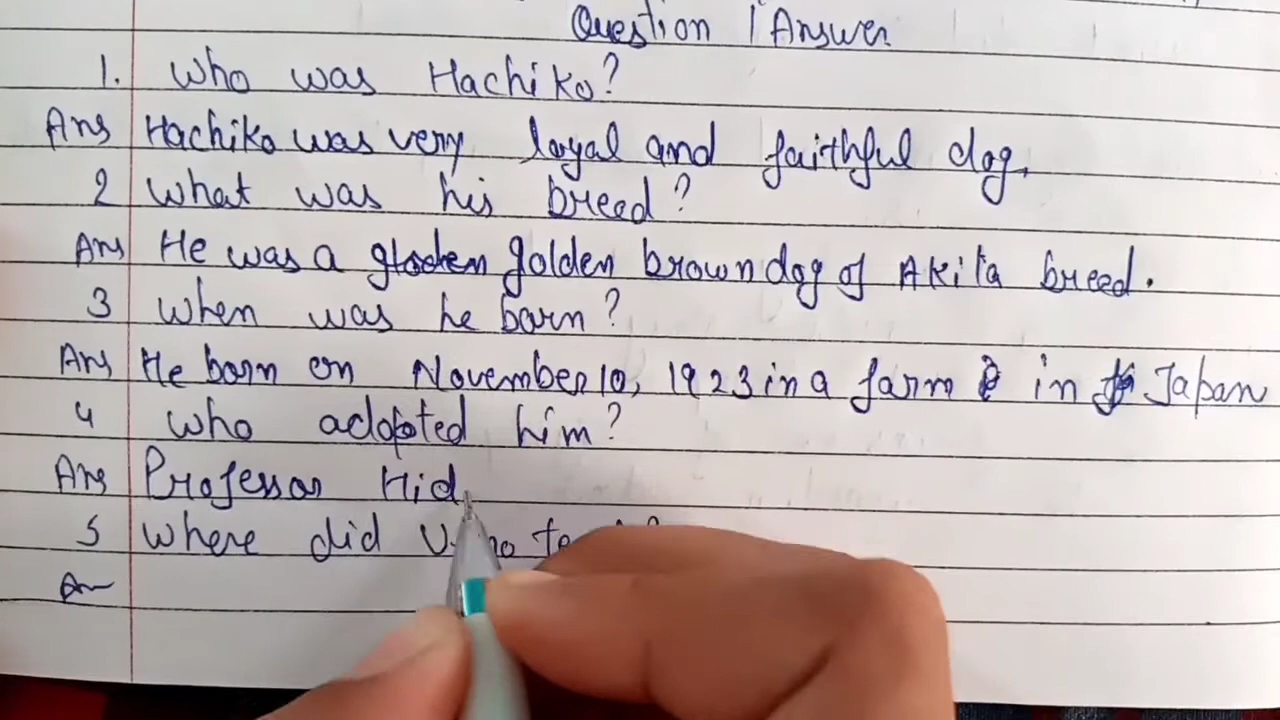 Question / Answer
1. Who was Hachiko?
Ans Hachiko was very loyal and faithful dog.
2 What was his breed?
Ans He was a gloden golden brown dog of Akita breed.
3 When was he born?
Ans He born on November 10, 1923 in a farm in Japan
4 Who adopted him?
Ans Professor Hid
5 Where did
An